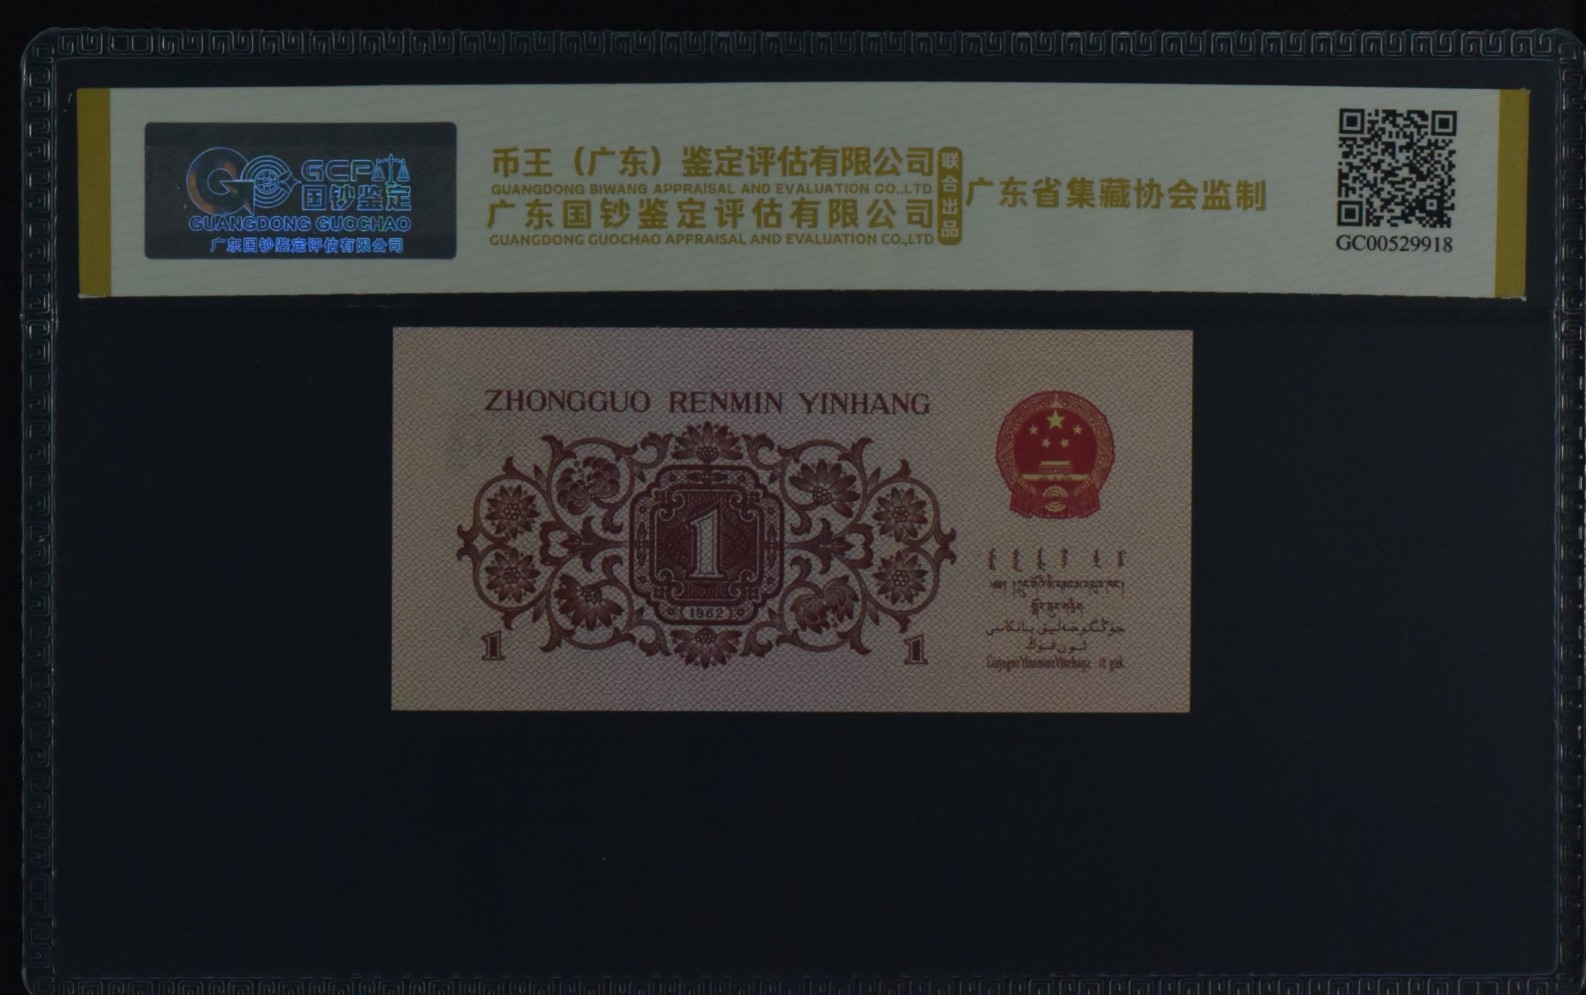 GCP
国钞鉴定
GUANGDONG GUOCHAO
广东国钞鉴定评估有限公司
币王（广东）鉴定评估有限公司
GUANGDONG BIWANG APPRAISAL AND EVALUATION CO.,LTD
广东国钞鉴定评估有限公司
GUANGDONG GUOCHAO APPRAISAL AND EVALUATION CO.,LTD
联合出品
广东省集藏协会监制
GC00529918
ZHONGGUO RENMIN YINHANG
1
1862
1
1